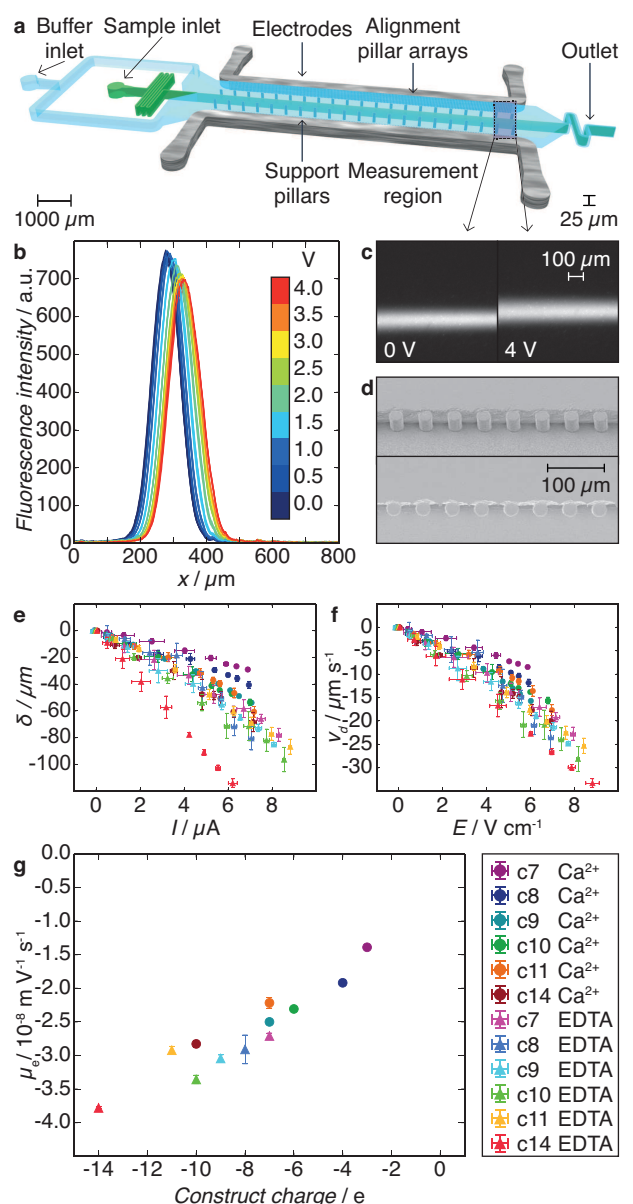 a
Buffer inlet
Sample inlet
Electrodes
Alignment pillar arrays
Outlet
Support pillars
Measurement region
1000 µm
25 µm
b
Fluorescence intensity / a.u.
700
600
500
400
300
200
100
0
V
4.0
3.5
3.0
2.5
2.0
1.5
1.0
0.5
0.0
0 200 400 600 800
x / µm
c
100 µm
0 V
4 V
d
100 µm
e
δ / µm
0
-20
-40
-60
-80
-100
0 2 4 6 8
I / µA
f
v_d / µm s⁻¹
0
-5
-10
-15
-20
-25
-30
0 2 4 6 8
E / V cm⁻¹
g
µ_e / 10⁻⁸ m V⁻¹ s⁻¹
0.0
-0.5
-1.0
-1.5
-2.0
-2.5
-3.0
-3.5
-4.0
-14 -12 -10 -8 -6 -4 -2 0
Construct charge / e
c7 Ca²⁺
c8 Ca²⁺
c9 Ca²⁺
c10 Ca²⁺
c11 Ca²⁺
c14 Ca²⁺
c7 EDTA
c8 EDTA
c9 EDTA
c10 EDTA
c11 EDTA
c14 EDTA